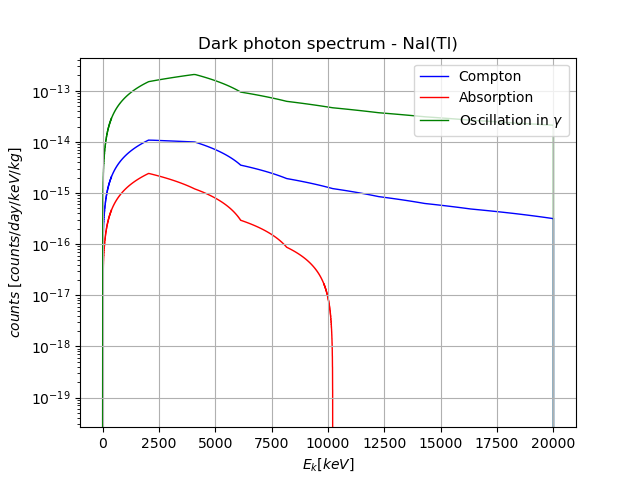 Dark photon spectrum - NaI(Tl)
Compton
Absorption
Oscillation in γ
10⁻¹³
10⁻¹⁴
10⁻¹⁵
10⁻¹⁶
10⁻¹⁷
10⁻¹⁸
10⁻¹⁹
counts [counts/day/keV/kg]
0 2500 5000 7500 10000 12500 15000 17500 20000
Eₖ[keV]